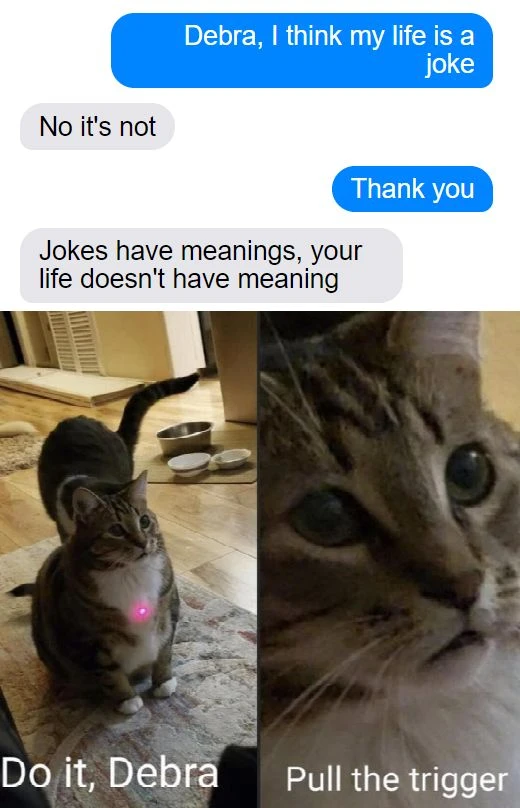 Debra, I think my life is a
joke
No it's not
Thank you
Jokes have meanings, your
life doesn't have meaning
Do it, Debra
Pull the trigger